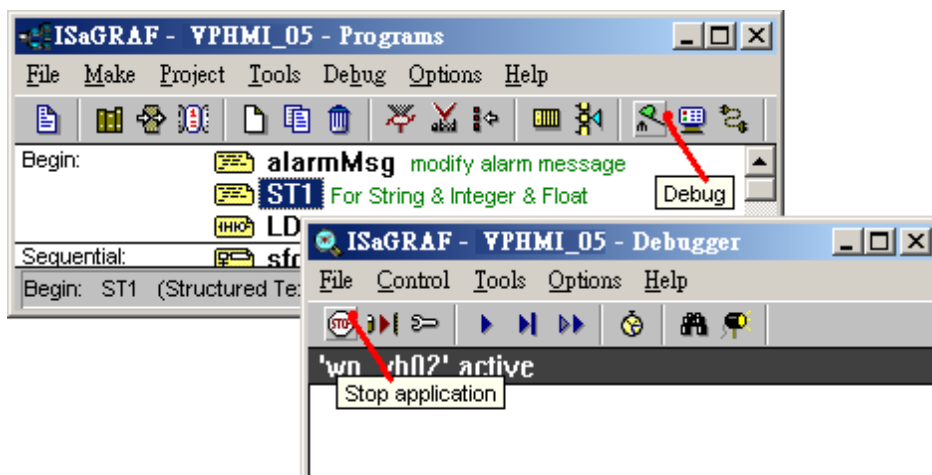 ISaGRAF - VPHMI_05 - Programs
File Make Project Tools Debug Options Help
Begin: alarmMsg modify alarm message
ST1 For String & Integer & Float
Debug
LD
Sequential: sfc
Begin: ST1 (Structured Te
ISaGRAF - VPHMI_05 - Debugger
File Control Tools Options Help
STOP
active
Stop application